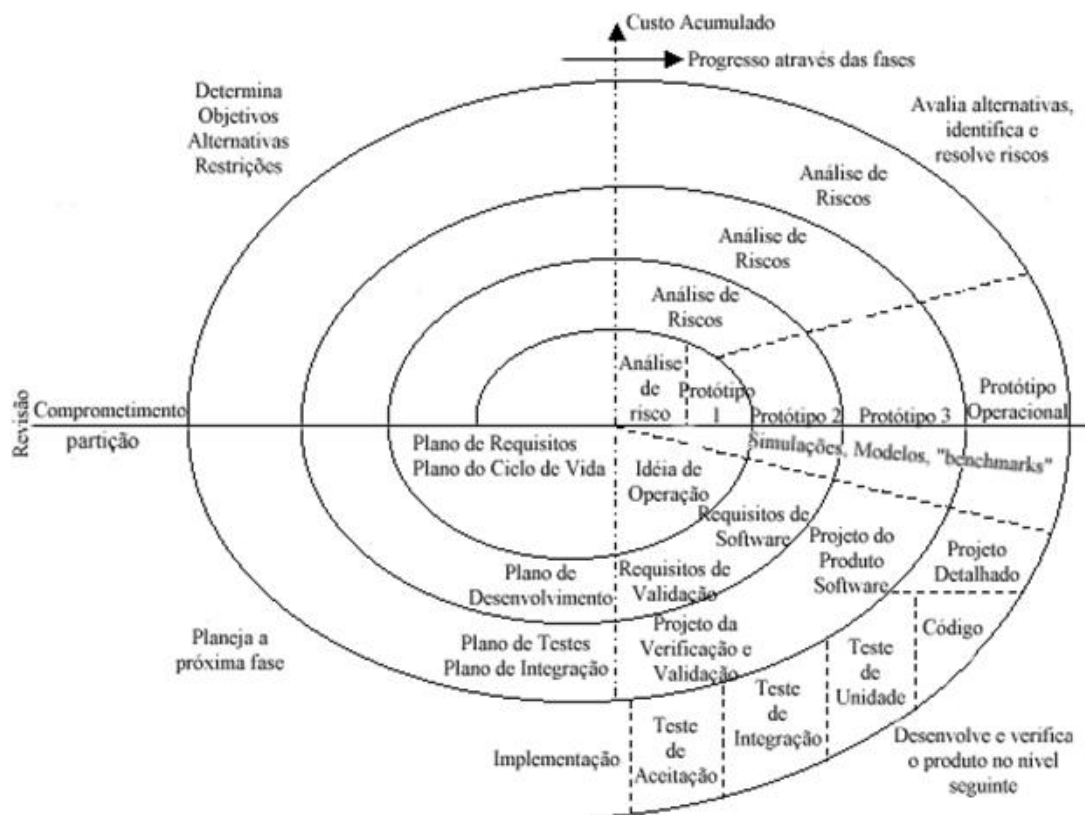 Custo Acumulado
Progresso através das fases
Determina
Objetivos
Alternativas
Restrições
Avalia alternativas,
identifica e
resolve riscos
Análise de
Riscos
Análise de
Riscos
Análise de
Riscos
Análise
de
risco
Protótipo
1
Protótipo 2
Protótipo 3
Protótipo
Operacional
Revisão
Comprometimento
partição
Plano de Requisitos
Plano do Ciclo de Vida
Simulações, Modelos, "benchmarks"
Idéia de
Operação
Requisitos de
Software
Projeto do
Produto
Software
Projeto
Detalhado
Plano de
Desenvolvimento
Requisitos de
Validação
Planeja a
próxima fase
Plano de Testes
Plano de Integração
Projeto da
Verificação e
Validação
Código
Teste
de
Unidade
Teste
de
Integração
Teste
de
Aceitação
Implementação
Desenvolve e verifica
o produto no nível
seguinte